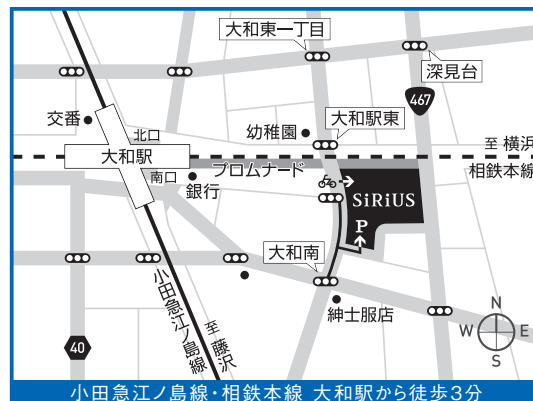 大和東一丁目
深見台
467
交番
北口
幼稚園
大和駅東
至 横浜
大和駅
プロムナード
相鉄本線
南口
銀行
SiRiUS
P
大和南
小田急江ノ島線
至 藤沢
紳士服店
40
N
W E
S
小田急江ノ島線・相鉄本線 大和駅から徒歩3分